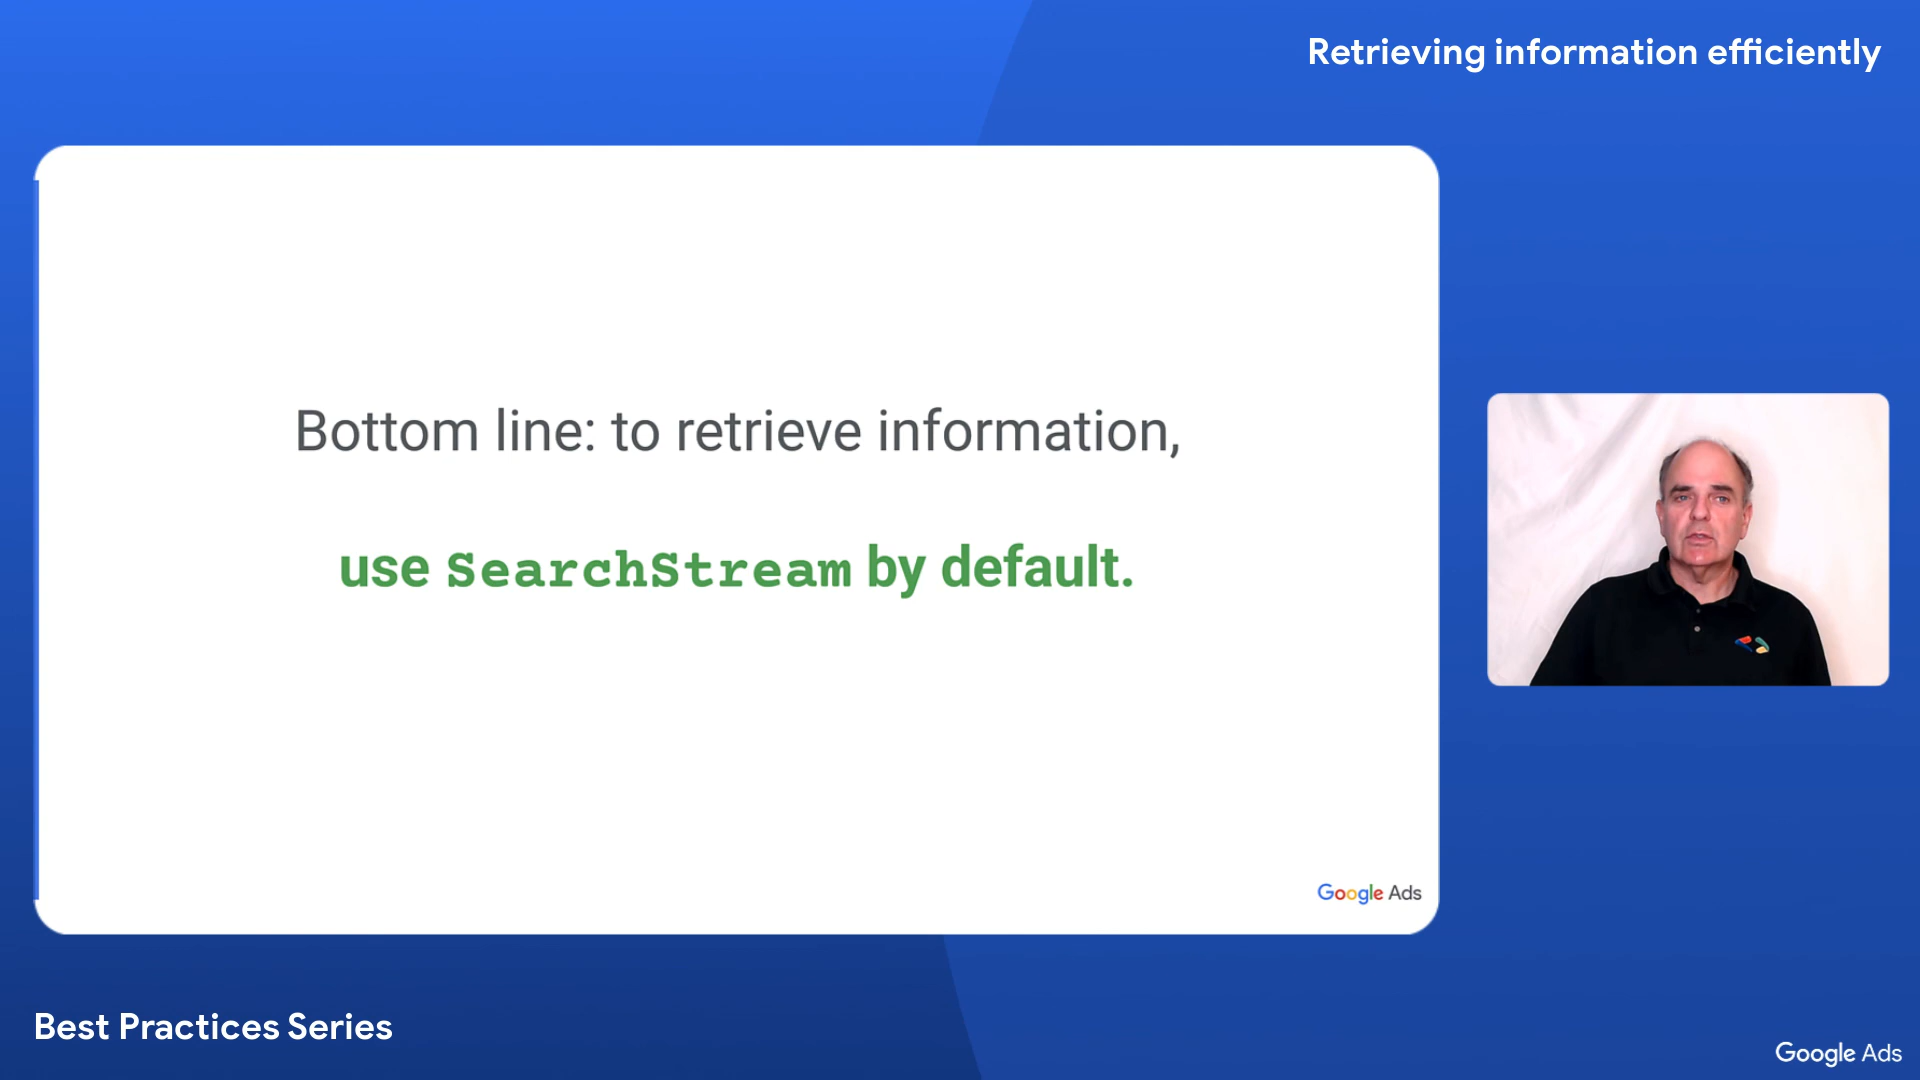 Retrieving information efficiently
Bottom line: to retrieve information,
use SearchStream by default.
Google Ads
Best Practices Series
Google Ads